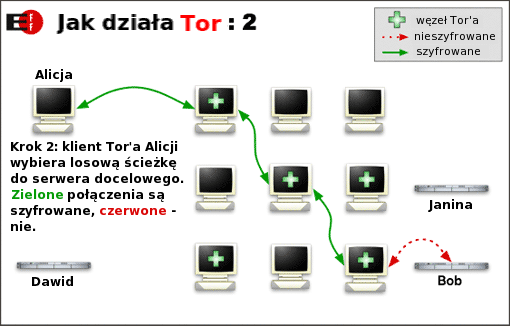 E
f
f
Jak działa Tor : 2
węzeł Tor'a
nieszyfrowane
szyfrowane
Alicja
Krok 2: klient Tor'a Alicji
wybiera losową ścieżkę
do serwera docelowego.
Zielone połączenia są
szyfrowane, czerwone -
nie.
Janina
Dawid
Bob